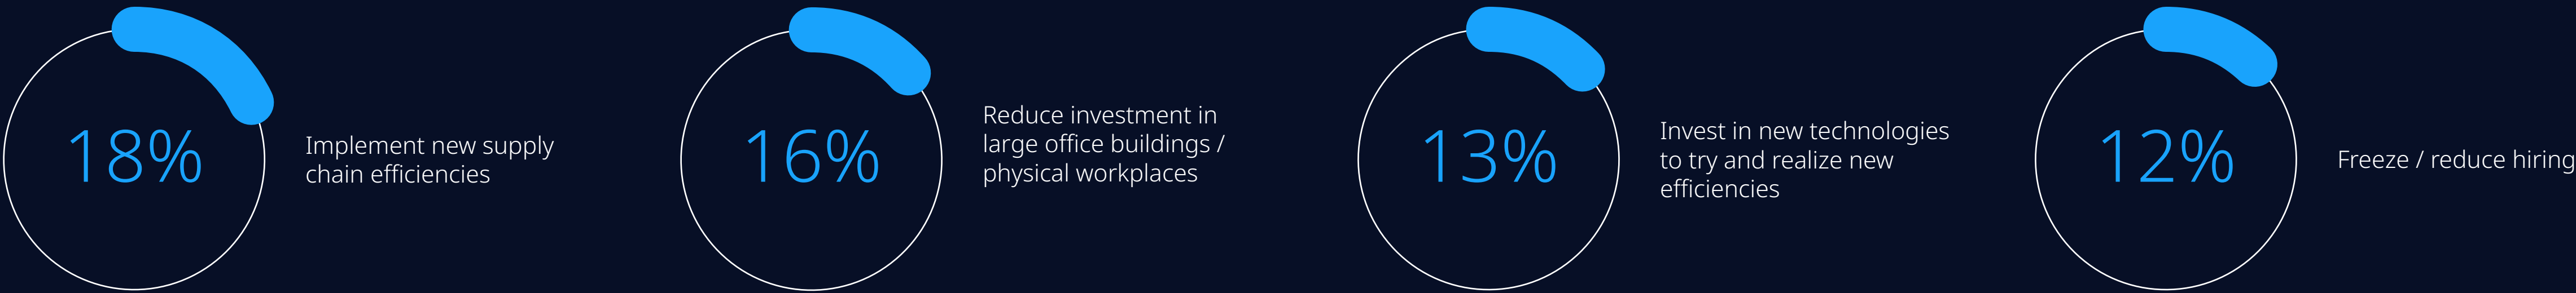 18%
Implement new supply
chain efficiencies
16%
Reduce investment in
large office buildings /
physical workplaces
13%
Invest in new technologies
to try and realize new
efficiencies
12%
Freeze / reduce hiring